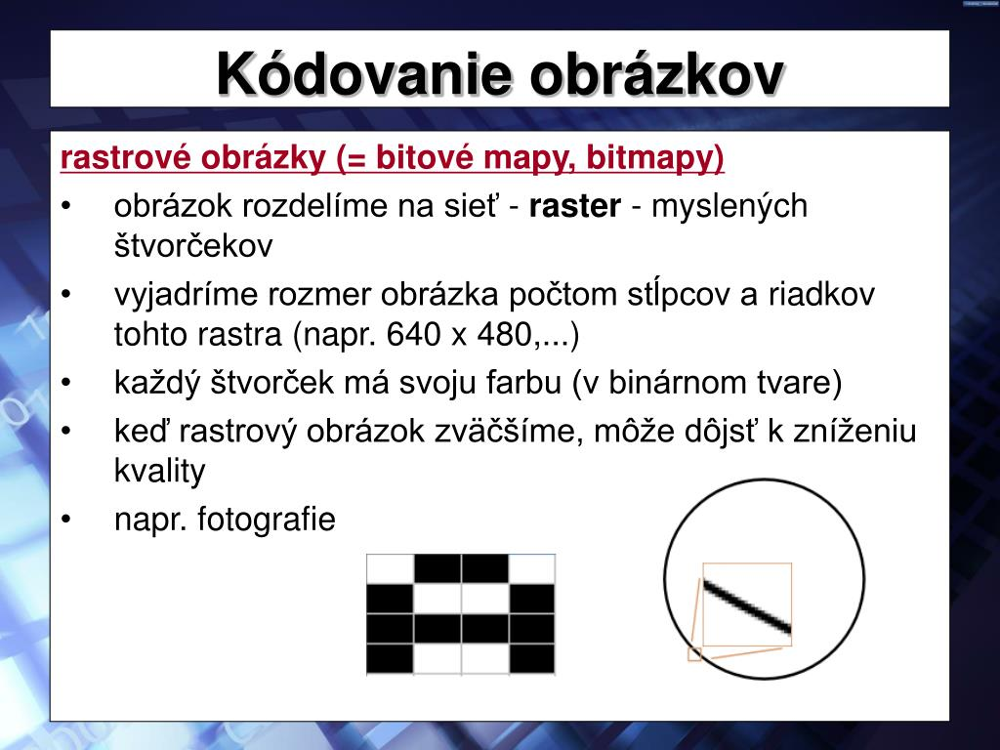 Kódovanie obrázkov
rastrové obrázky (= bitové mapy, bitmapy)
• obrázok rozdelíme na sieť - raster - myslených
štvorčekov
• vyjadríme rozmer obrázka počtom stĺpcov a riadkov
tohto rastra (napr. 640 x 480,...)
• každý štvorček má svoju farbu (v binárnom tvare)
• keď rastrový obrázok zväčšíme, môže dôjsť k zníženiu
kvality
• napr. fotografie